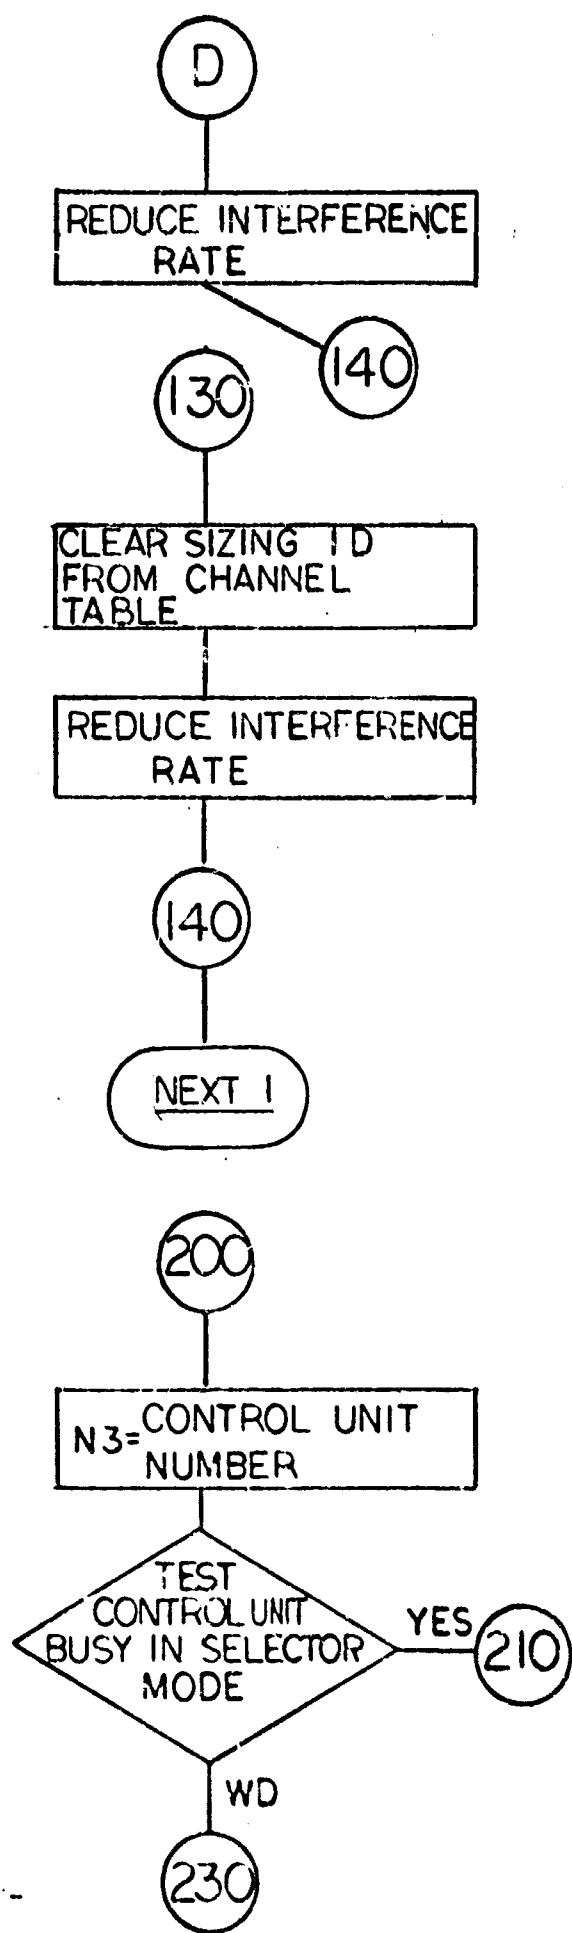 D
REDUCE INTERFERENCE
RATE
140
130
CLEAR SIZING ID
FROM CHANNEL
TABLE
REDUCE INTERFERENCE
RATE
140
NEXT I
200
N3= CONTROL UNIT
NUMBER
TEST
CONTROL UNIT
BUSY IN SELECTOR
MODE
YES
210
WD
230